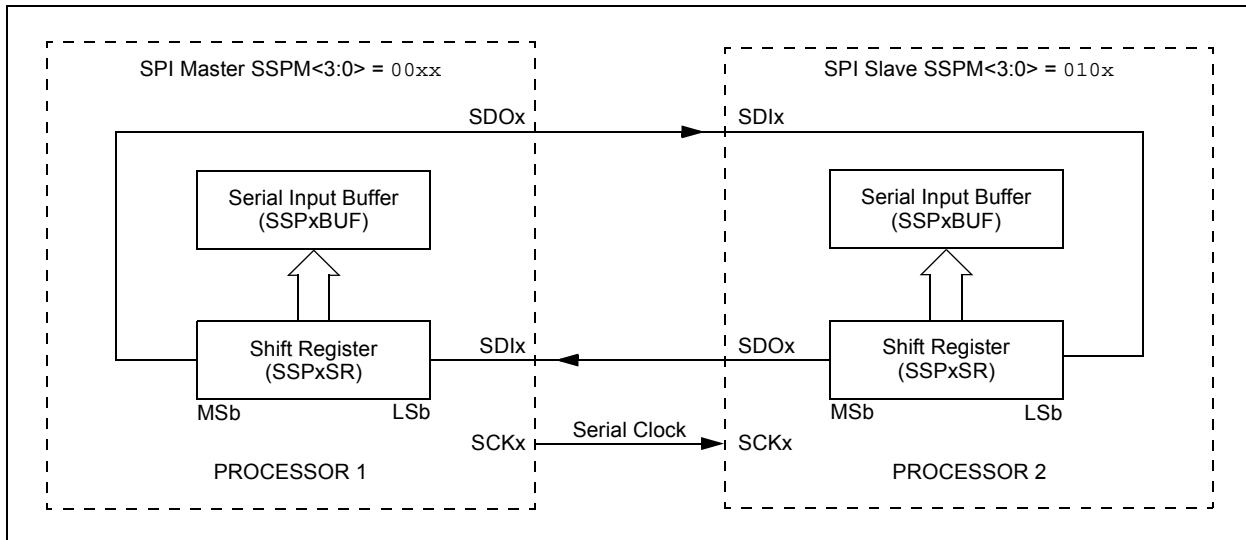 SPI Master SSPM<3:0> = 00xx
SPI Slave SSPM<3:0> = 010x
SDOx
SDIx
Serial Input Buffer
(SSPxBUF)
Serial Input Buffer
(SSPxBUF)
Shift Register
(SSPxSR)
MSb
LSb
SDIx
SDOx
Shift Register
(SSPxSR)
MSb
LSb
SCKx
Serial Clock
SCKx
PROCESSOR 1
PROCESSOR 2